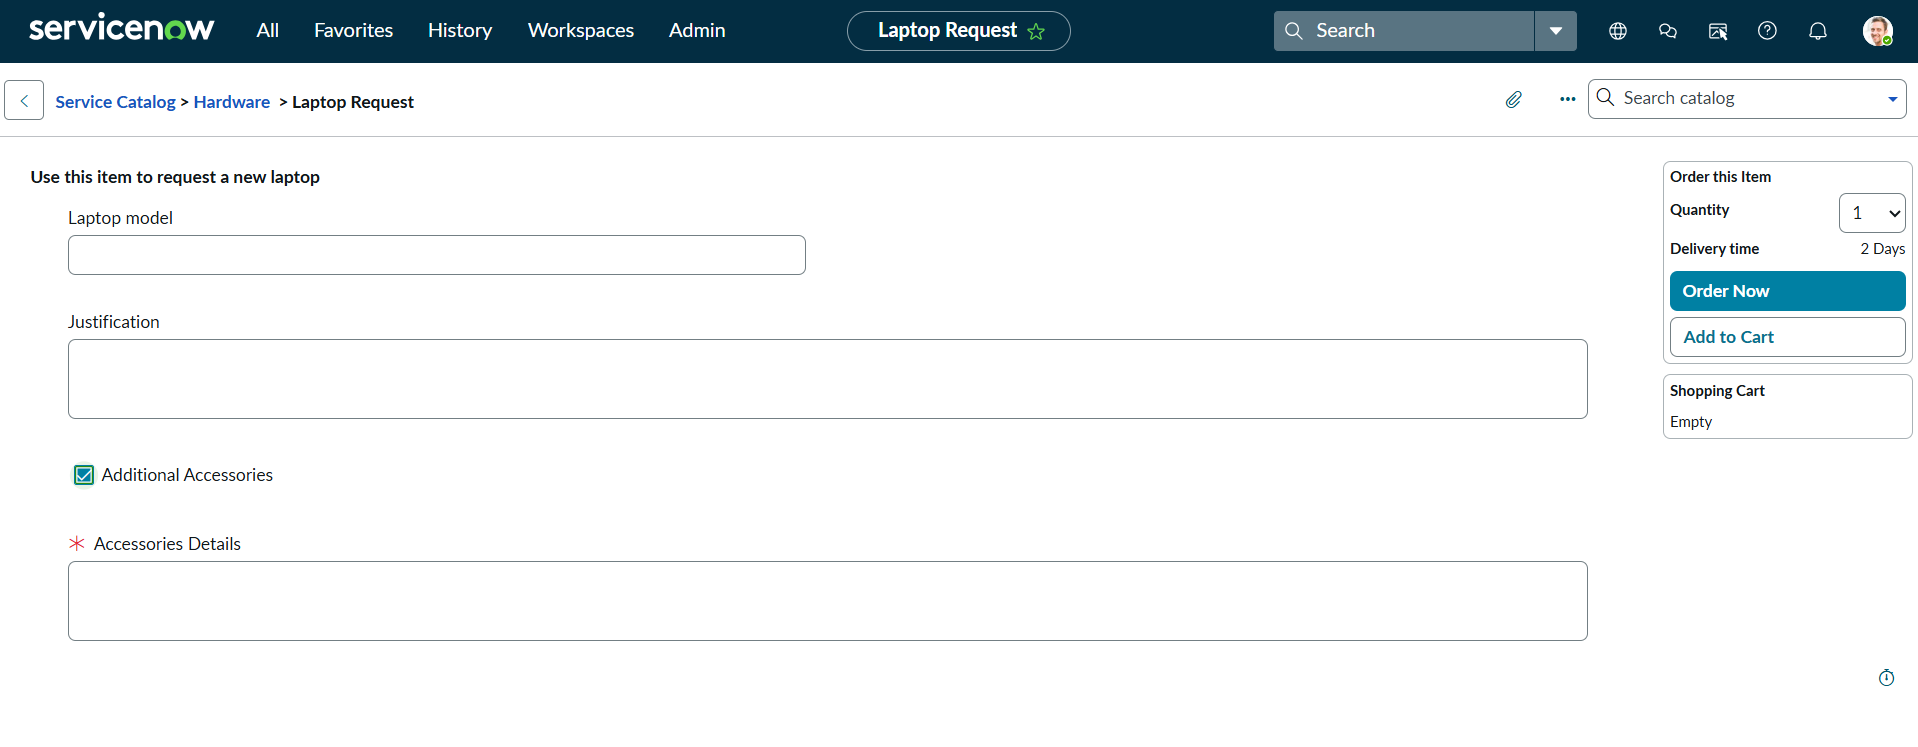 servicenow All Favorites History Workspaces Admin Laptop Request Search
Service Catalog > Hardware > Laptop Request Search catalog
Use this item to request a new laptop
Laptop model
Justification
Additional Accessories
* Accessories Details
Order this Item
Quantity 1
Delivery time 2 Days
Order Now
Add to Cart
Shopping Cart
Empty